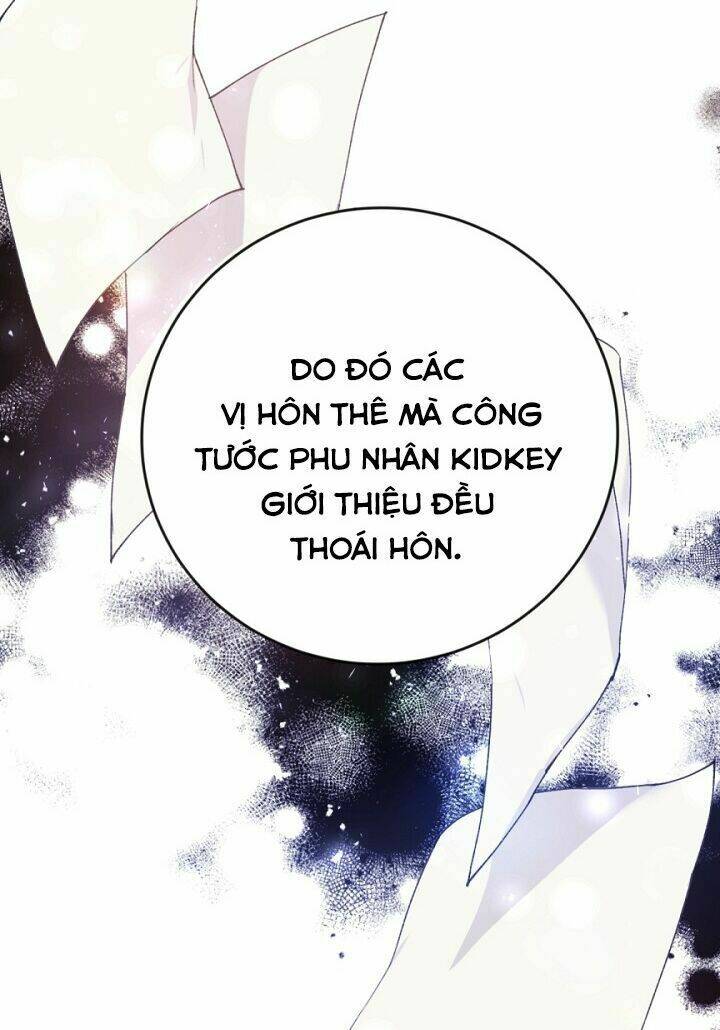 DO ĐÓ CÁC
VỊ HÔN THÊ MÀ CÔNG
TƯỚC PHU NHÂN KIDKEY
GIỚI THIỆU ĐỀU
THOÁI HÔN.